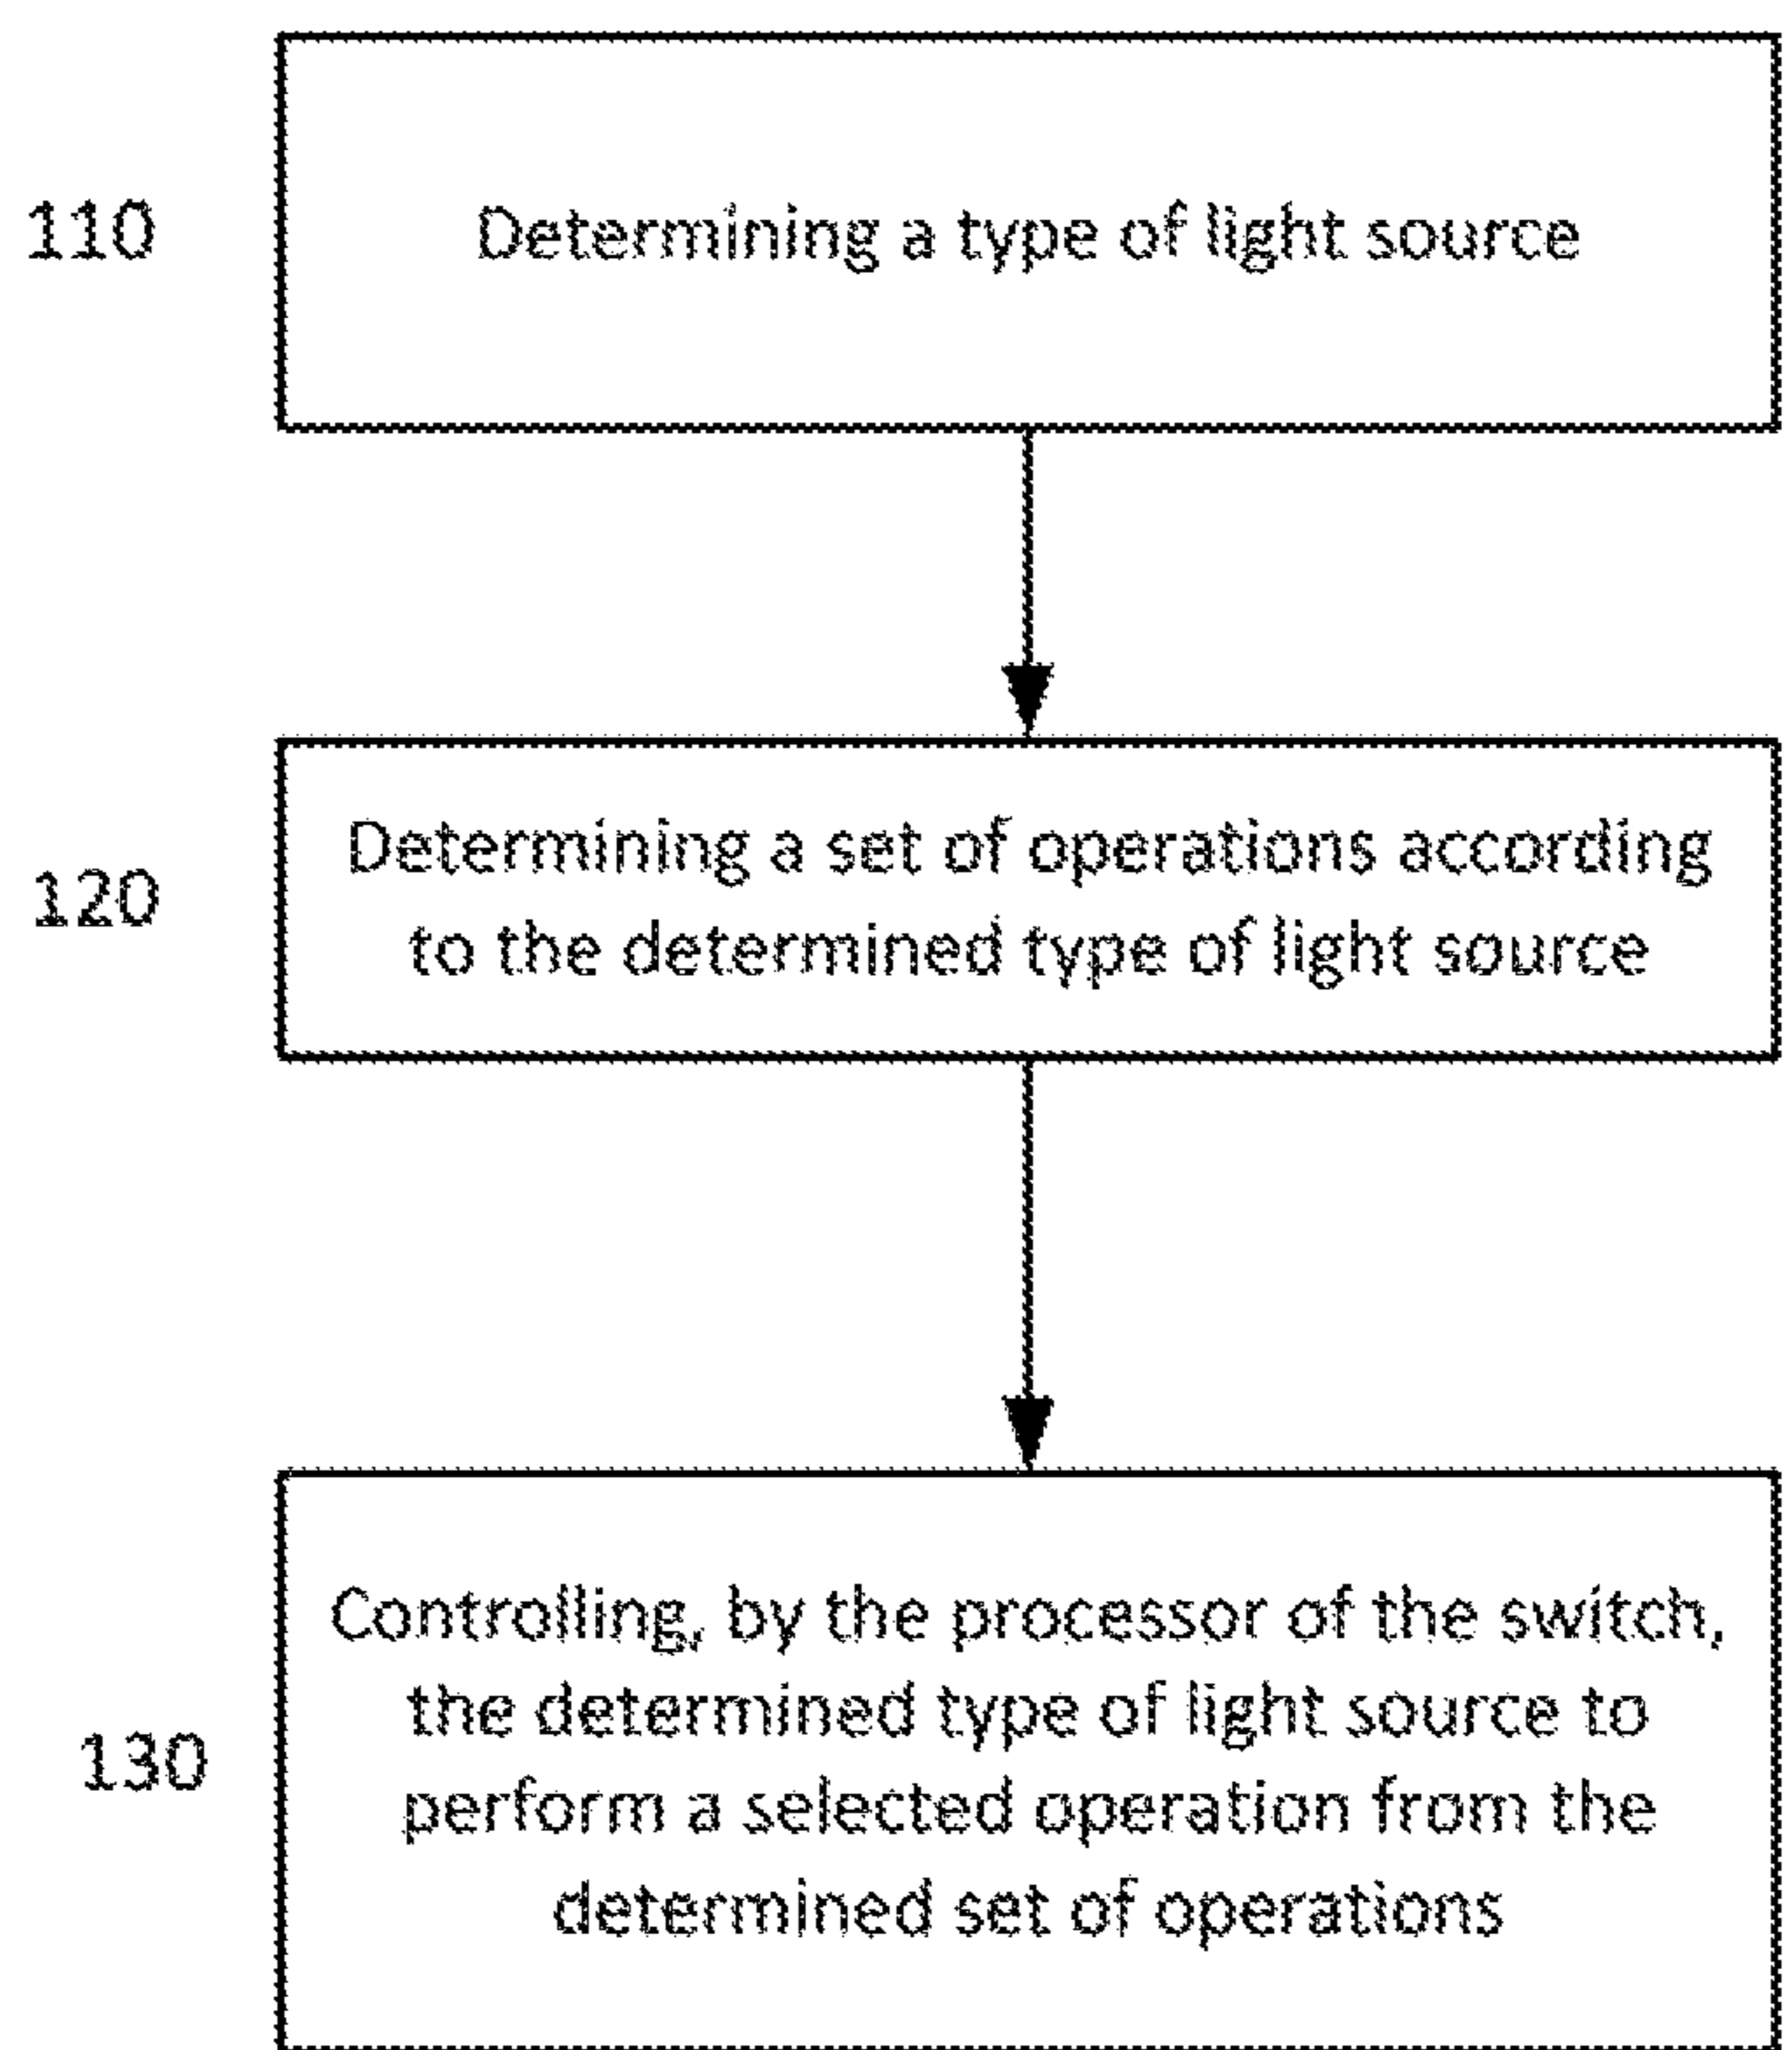 110
Determining a type of light source
120
Determining a set of operations according
to the determined type of light source
130
Controlling, by the processor of the switch,
the determined type of light source to
perform a selected operation from the
determined set of operations